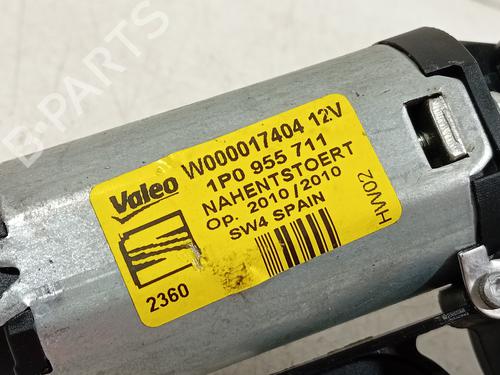 W000017404 12V
Valeo
1P0 955 711
NAHENTSTOERT
Op. 2010/2010
SW4 SPAIN
HW02
2360
B-PARTS